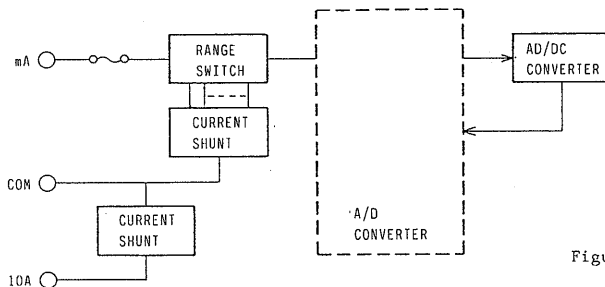 mA
RANGE
SWITCH
AD/DC
CONVERTER
CURRENT
SHUNT
COM
CURRENT
SHUNT
A/D
CONVERTER
10A
Figu